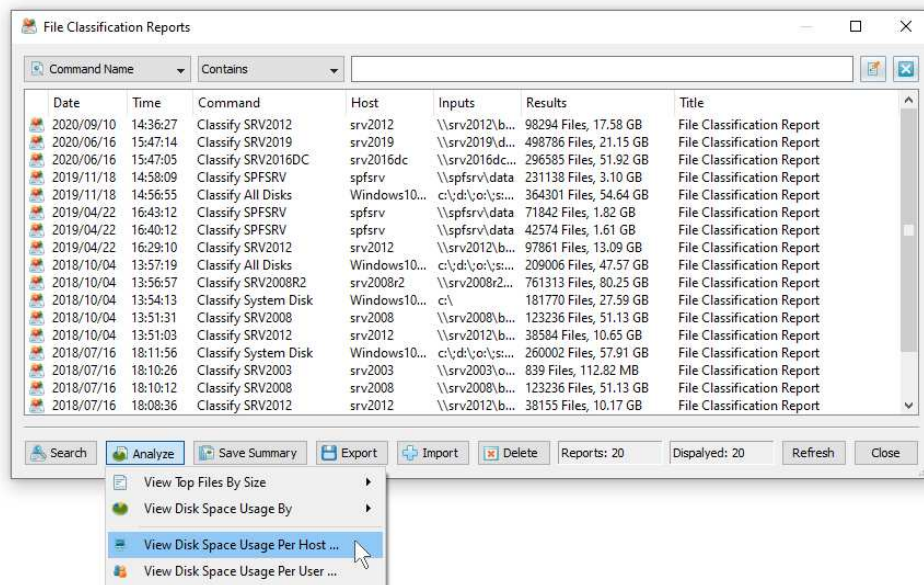 File Classification Reports
Command Name Contains
Date Time Command Host Inputs Results Title
2020/09/10 14:36:27 Classify SRV2012 srv2012 \\srv2012\b... 98294 Files, 17.58 GB File Classification Report
2020/06/16 15:47:14 Classify SRV2019 srv2019 \\srv2019\d... 498786 Files, 21.15 GB File Classification Report
2020/06/16 15:47:05 Classify SRV2016DC srv2016dc \\srv2016dc... 296585 Files, 51.92 GB File Classification Report
2019/11/18 14:58:09 Classify SPFSRV spfsrv \\spfsrv\data 231138 Files, 3.10 GB File Classification Report
2019/11/18 14:56:55 Classify All Disks Windows10... c:\;d:\;o:\;s:... 364301 Files, 54.64 GB File Classification Report
2019/04/22 16:43:12 Classify SPFSRV spfsrv \\spfsrv\data 71842 Files, 1.82 GB File Classification Report
2019/04/22 16:40:12 Classify SPFSRV spfsrv \\spfsrv\data 42574 Files, 1.61 GB File Classification Report
2019/04/22 16:29:10 Classify SRV2012 srv2012 \\srv2012\b... 97861 Files, 13.09 GB File Classification Report
2018/10/04 13:57:19 Classify All Disks Windows10... c:\;d:\;o:\;s:... 209006 Files, 47.57 GB File Classification Report
2018/10/04 13:56:57 Classify SRV2008R2 srv2008r2 \\srv2008r2... 761313 Files, 80.25 GB File Classification Report
2018/10/04 13:54:13 Classify System Disk Windows10... c:\ 181770 Files, 27.59 GB File Classification Report
2018/10/04 13:51:31 Classify SRV2008 srv2008 \\srv2008\b... 123236 Files, 51.13 GB File Classification Report
2018/10/04 13:51:03 Classify SRV2012 srv2012 \\srv2012\b... 38584 Files, 10.65 GB File Classification Report
2018/07/16 18:11:56 Classify System Disk Windows10... c:\;d:\;o:\;s:... 260002 Files, 57.91 GB File Classification Report
2018/07/16 18:10:26 Classify SRV2003 srv2003 \\srv2003\o... 839 Files, 112.82 MB File Classification Report
2018/07/16 18:10:12 Classify SRV2008 srv2008 \\srv2008\b... 123236 Files, 51.13 GB File Classification Report
2018/07/16 18:08:36 Classify SRV2012 srv2012 \\srv2012\b... 38155 Files, 10.17 GB File Classification Report
Search Analyze Save Summary Export Import Delete Reports: 20 Dispalyed: 20 Refresh Close
View Top Files By Size
View Disk Space Usage By
View Disk Space Usage Per Host ...
View Disk Space Usage Per User ...